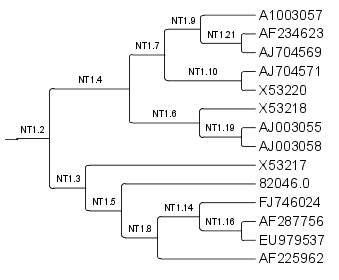 A1003057
NT1.9
NT1.21
AF234623
NT1.7
AJ704569
AJ704571
NT1.10
NT1.4
X53220
X53218
NT1.6
AJ003055
NT1.19
NT1.2
AJ003058
X53217
NT1.3
82046.0
NT1.5
FJ746024
NT1.14
AF287756
NT1.16
NT1.8
EU979537
AF225962